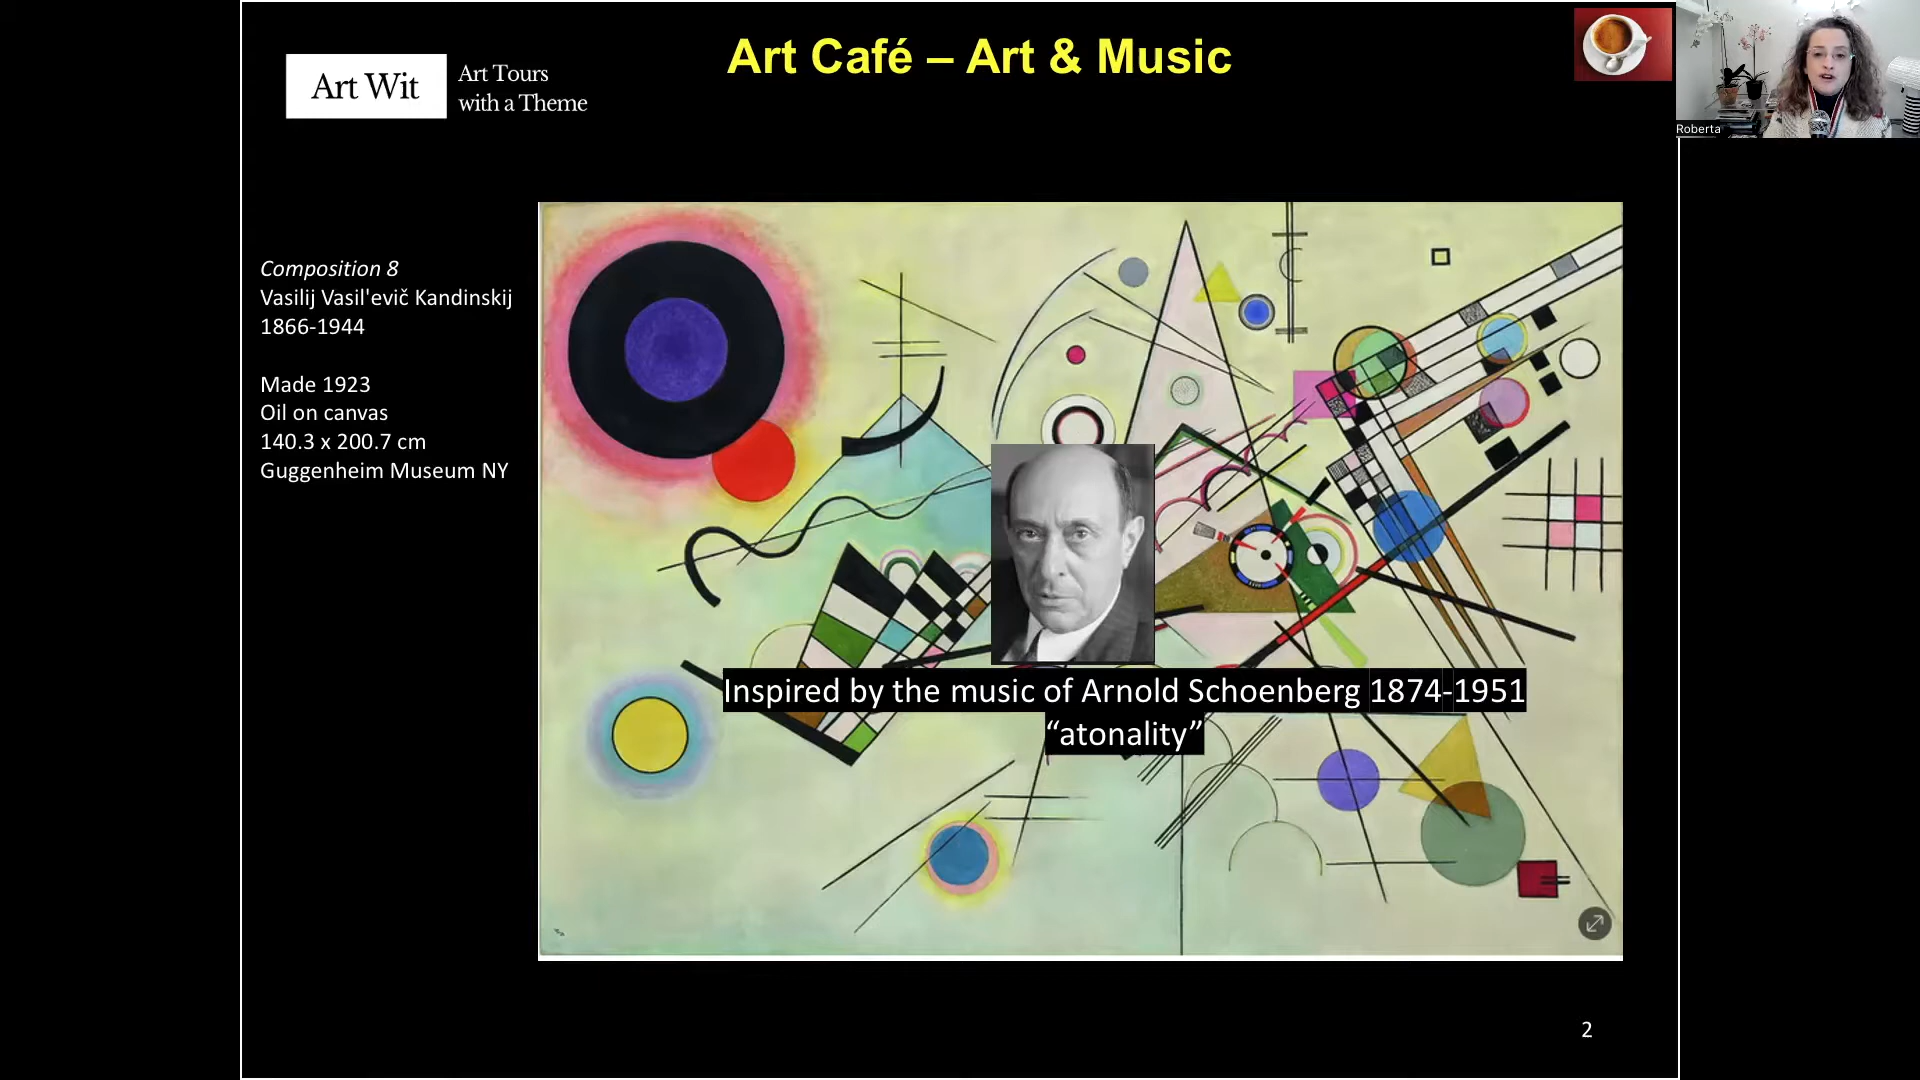 Art Café – Art & Music
Art Wit
Art Tours
with a Theme
Roberta
Composition 8
Vasilij Vasil'evič Kandinskij
1866-1944
Made 1923
Oil on canvas
140.3 x 200.7 cm
Guggenheim Museum NY
Inspired by the music of Arnold Schoenberg 1874-1951
“atonality”
2